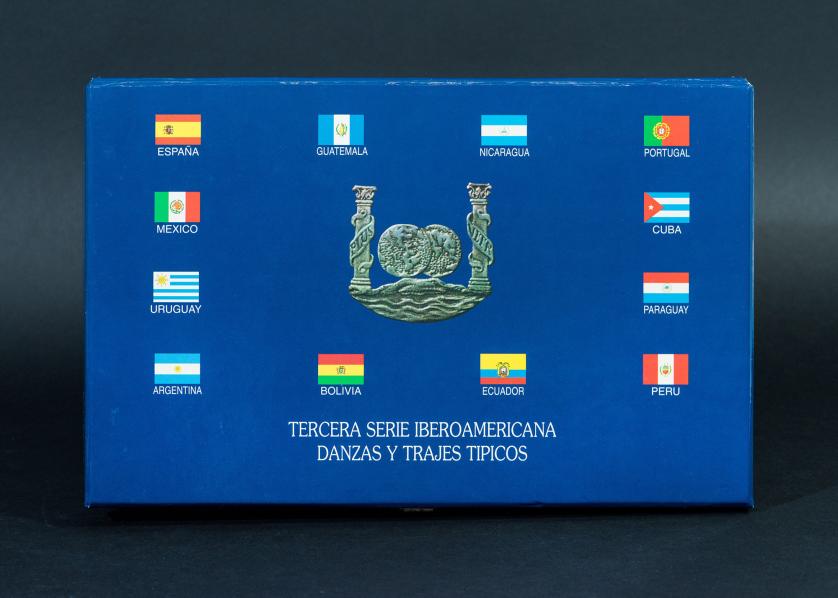 ESPAÑA
GUATEMALA
NICARAGUA
PORTUGAL
MEXICO
CUBA
URUGUAY
PARAGUAY
ARGENTINA
BOLIVIA
ECUADOR
PERU
TERCERA SERIE IBEROAMERICANA
DANZAS Y TRAJES TIPICOS